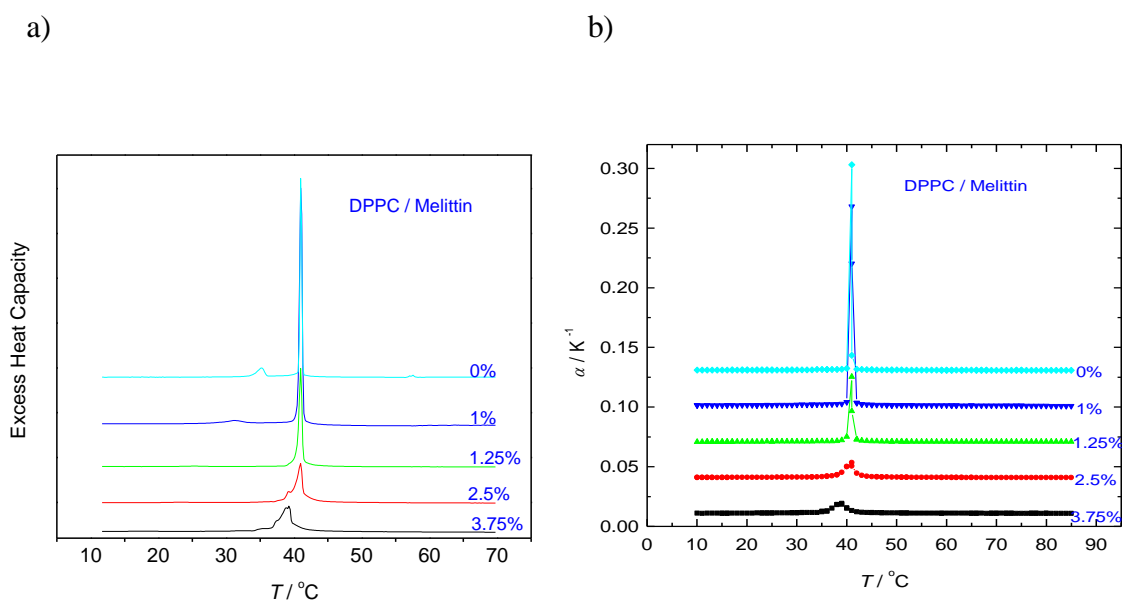 a)
b)
Excess Heat Capacity
DPPC / Melittin
0%
1%
1.25%
2.5%
3.75%
10 20 30 40 50 60 70
T / °C
α / K⁻¹
0.30
0.25
0.20
0.15
0.10
0.05
0.00
DPPC / Melittin
0%
1%
1.25%
2.5%
3.75%
0 10 20 30 40 50 60 70 80 90
T / °C